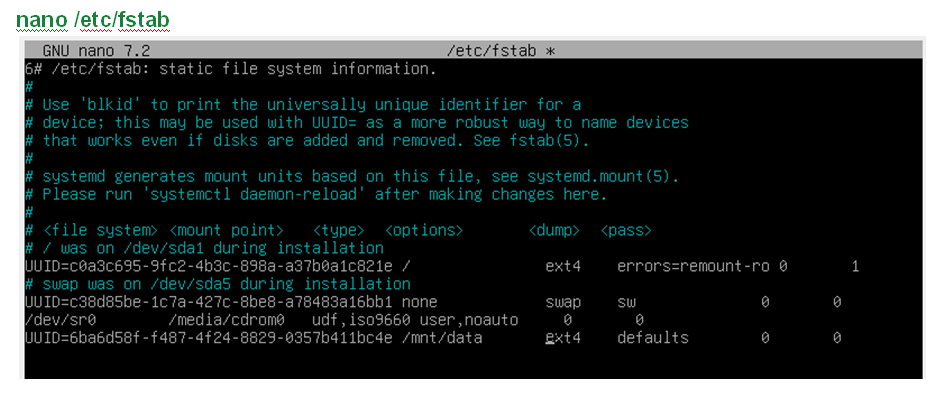 nano /etc/fstab
GNU nano 7.2 /etc/fstab *
6# /etc/fstab: static file system information.
#
# Use 'blkid' to print the universally unique identifier for a
# device; this may be used with UUID= as a more robust way to name devices
# that works even if disks are added and removed. See fstab(5).
#
# systemd generates mount units based on this file, see systemd.mount(5).
# Please run 'systemctl daemon-reload' after making changes here.
#
# <file system> <mount point> <type> <options> <dump> <pass>
# / was on /dev/sda1 during installation
UUID=c0a3c695-9fc2-4b3c-898a-a37b0a1c821e / ext4 errors=remount-ro 0 1
# swap was on /dev/sda5 during installation
UUID=c38d85be-1c7a-427c-8be8-a78483a16bb1 none swap sw 0 0
/dev/sr0 /media/cdrom0 udf,iso9660 user,noauto 0 0
UUID=6ba6d58f-f487-4f24-8829-0357b411bc4e /mnt/data ext4 defaults 0 0